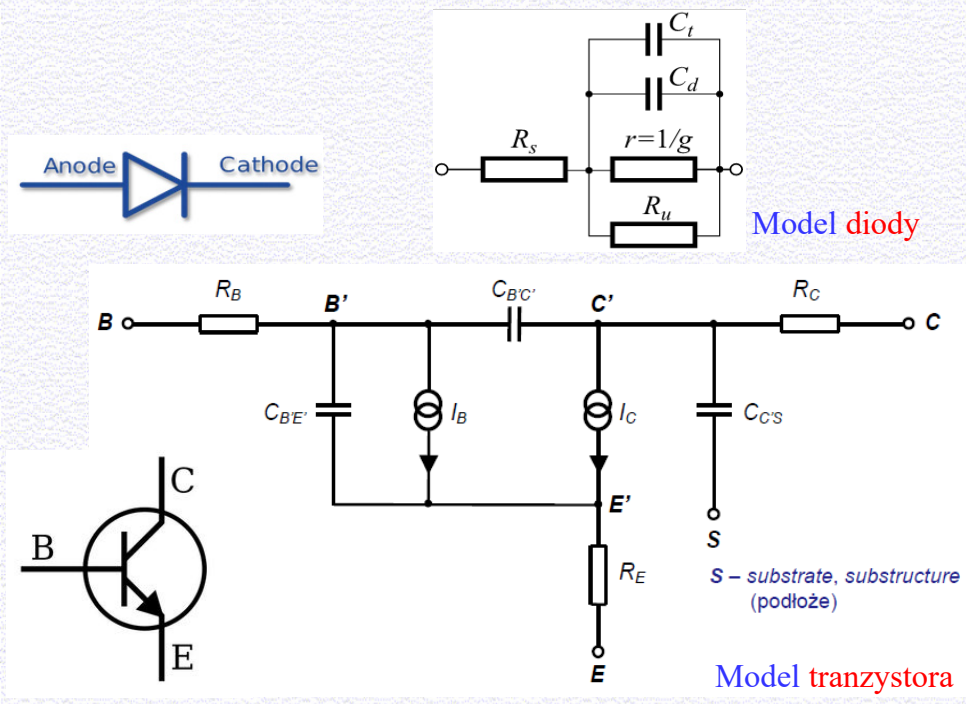 C_t
C_d
R_s
r=1/g
R_u
Anode
Cathode
Model diody
R_B
B'
C_B'C'
C'
R_C
B
C
C_B'E'
I_B
I_C
C_C'S
E'
S
R_E
S – substrate, substructure
(podłoże)
E
C
B
E
Model tranzystora